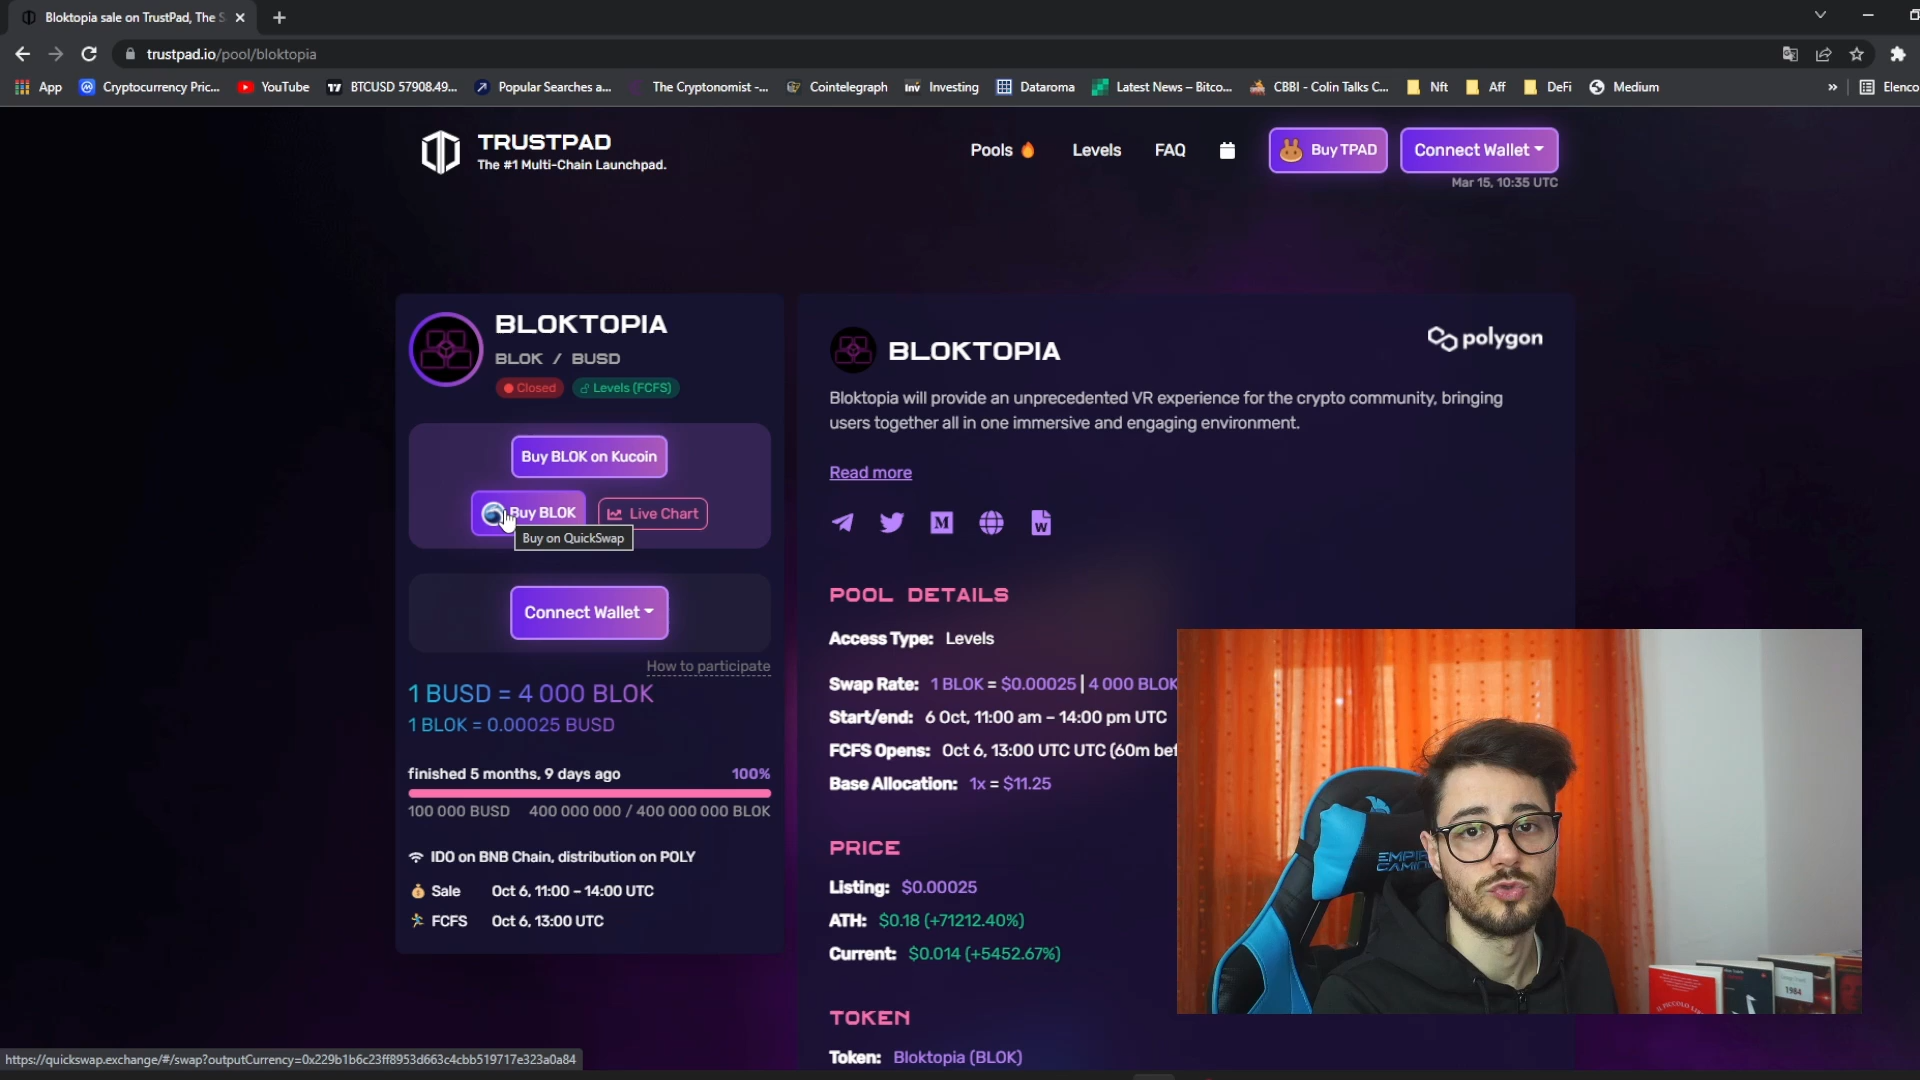 Bloktopia sale on TrustPad, The S
trustpad.io/pool/bloktopia
App
Cryptocurrency Pric...
YouTube
BTCUSD 57908.49...
Popular Searches a...
The Cryptonomist -...
Cointelegraph
Investing
Dataroma
Latest News – Bitco...
CBBI - Colin Talks C...
Nft
Aff
DeFi
Medium
»
Elenco
TRUSTPAD
The #1 Multi-Chain Launchpad.
Pools
Levels
FAQ
Buy TPAD
Connect Wallet
Mar 15, 10:35 UTC
BLOKTOPIA
BLOK / BUSD
Closed
Levels (FCFS)
Buy BLOK on Kucoin
Buy BLOK
Live Chart
Buy on QuickSwap
Connect Wallet
How to participate
1 BUSD = 4 000 BLOK
1 BLOK = 0.00025 BUSD
finished 5 months, 9 days ago 100%
100 000 BUSD 400 000 000 / 400 000 000 BLOK
IDO on BNB Chain, distribution on POLY
Sale Oct 6, 11:00 – 14:00 UTC
FCFS Oct 6, 13:00 UTC
BLOKTOPIA
polygon
Bloktopia will provide an unprecedented VR experience for the crypto community, bringing
users together all in one immersive and engaging environment.
Read more
M
W
POOL DETAILS
Access Type: Levels
Swap Rate: 1 BLOK = $0.00025 | 4 000 BLOK
Start/end: 6 Oct, 11:00 am – 14:00 pm UTC
FCFS Opens: Oct 6, 13:00 UTC UTC (60m bef
Base Allocation: 1x = $11.25
PRICE
Listing: $0.00025
ATH: $0.18 (+71212.40%)
Current: $0.014 (+5452.67%)
TOKEN
Token: Bloktopia (BLOK)
EMPIRE
GAMING
IL PICCOLO
1984
https://quickswap.exchange/#/swap?outputCurrency=0x229b1b6c23ff8953d663c4cbb519717e323a0a84